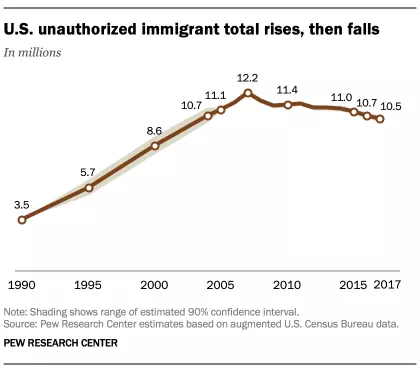 U.S. unauthorized immigrant total rises, then falls
In millions
12.2
11.4
11.1
11.0
10.7
10.7
10.5
8.6
5.7
3.5
1990 1995 2000 2005 2010 2015 2017
Note: Shading shows range of estimated 90% confidence interval.
Source: Pew Research Center estimates based on augmented U.S. Census Bureau data.
PEW RESEARCH CENTER